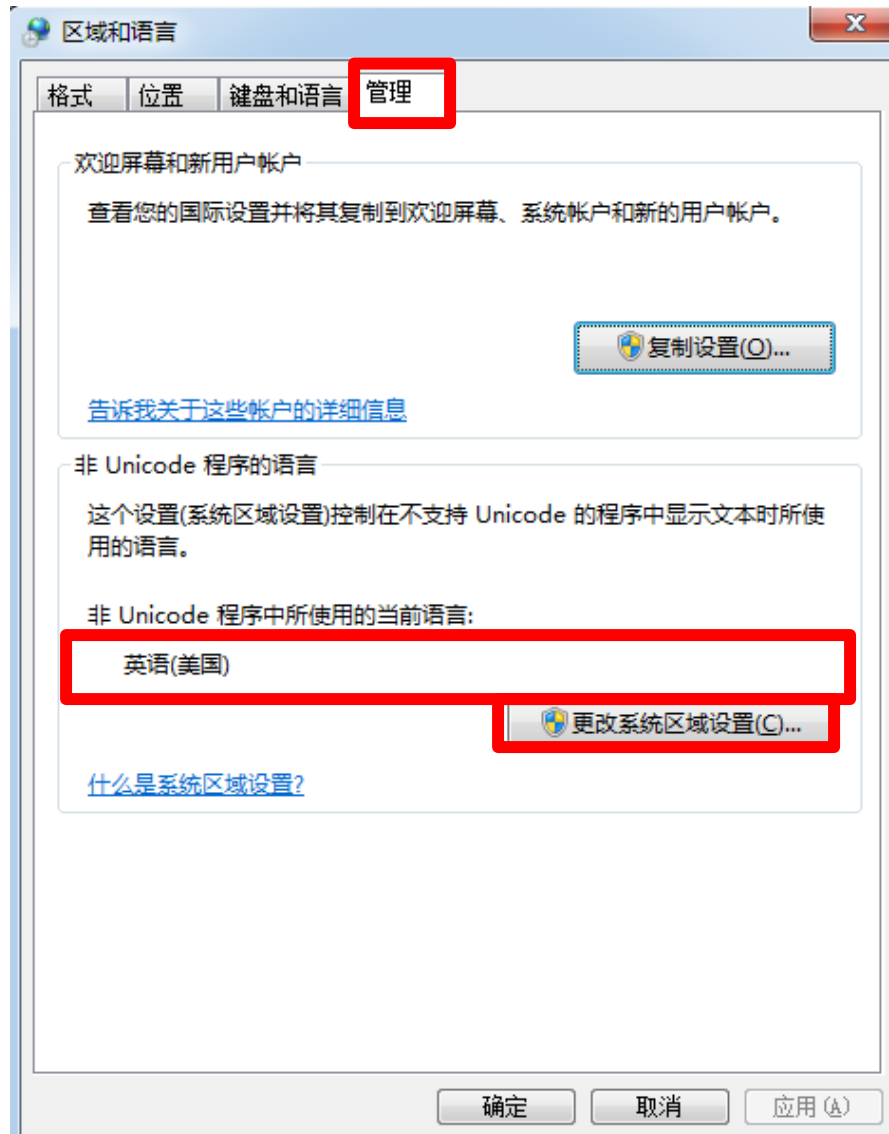 区域和语言
格式 位置 键盘和语言 管理
欢迎屏幕和新用户帐户
查看您的国际设置并将其复制到欢迎屏幕、系统帐户和新的用户帐户。
复制设置(O)...
告诉我关于这些帐户的详细信息
非 Unicode 程序的语言
这个设置(系统区域设置)控制在不支持 Unicode 的程序中显示文本时所使
用的语言。
非 Unicode 程序中所使用的当前语言:
英语(美国)
更改系统区域设置(C)...
什么是系统区域设置?
确定 取消 应用(A)